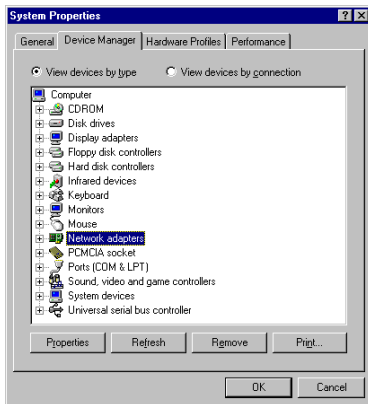 System Properties
General Device Manager Hardware Profiles Performance
View devices by type View devices by connection
Computer
CDROM
Disk drives
Display adapters
Floppy disk controllers
Hard disk controllers
Infrared devices
Keyboard
Monitors
Mouse
Network adapters
PCMCIA socket
Ports (COM & LPT)
Sound, video and game controllers
System devices
Universal serial bus controller
Properties Refresh Remove Print...
OK Cancel